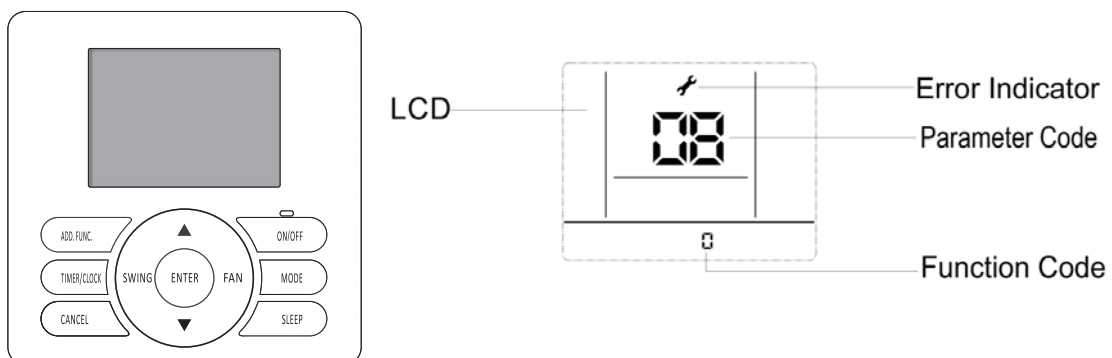 ADD. FUNC.
ON/OFF
TIMER/CLOCK
SWING
ENTER
FAN
MODE
CANCEL
SLEEP
LCD
Error Indicator
08
Parameter Code
0
Function Code